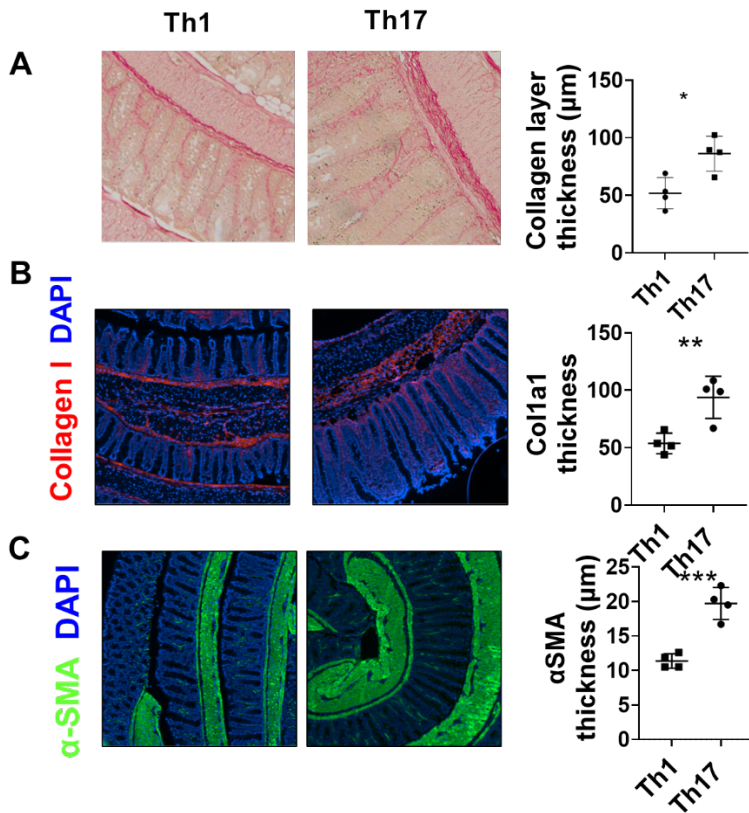 Th1 Th17
A
Collagen layer
thickness (µm)
150
100
50
0
*
Th1 Th17
B
Collagen I DAPI
Col1a1
thickness
150
100
50
0
**
Th1 Th17
C
α-SMA DAPI
αSMA
thickness (µm)
25
20
15
10
5
0
***
Th1 Th17